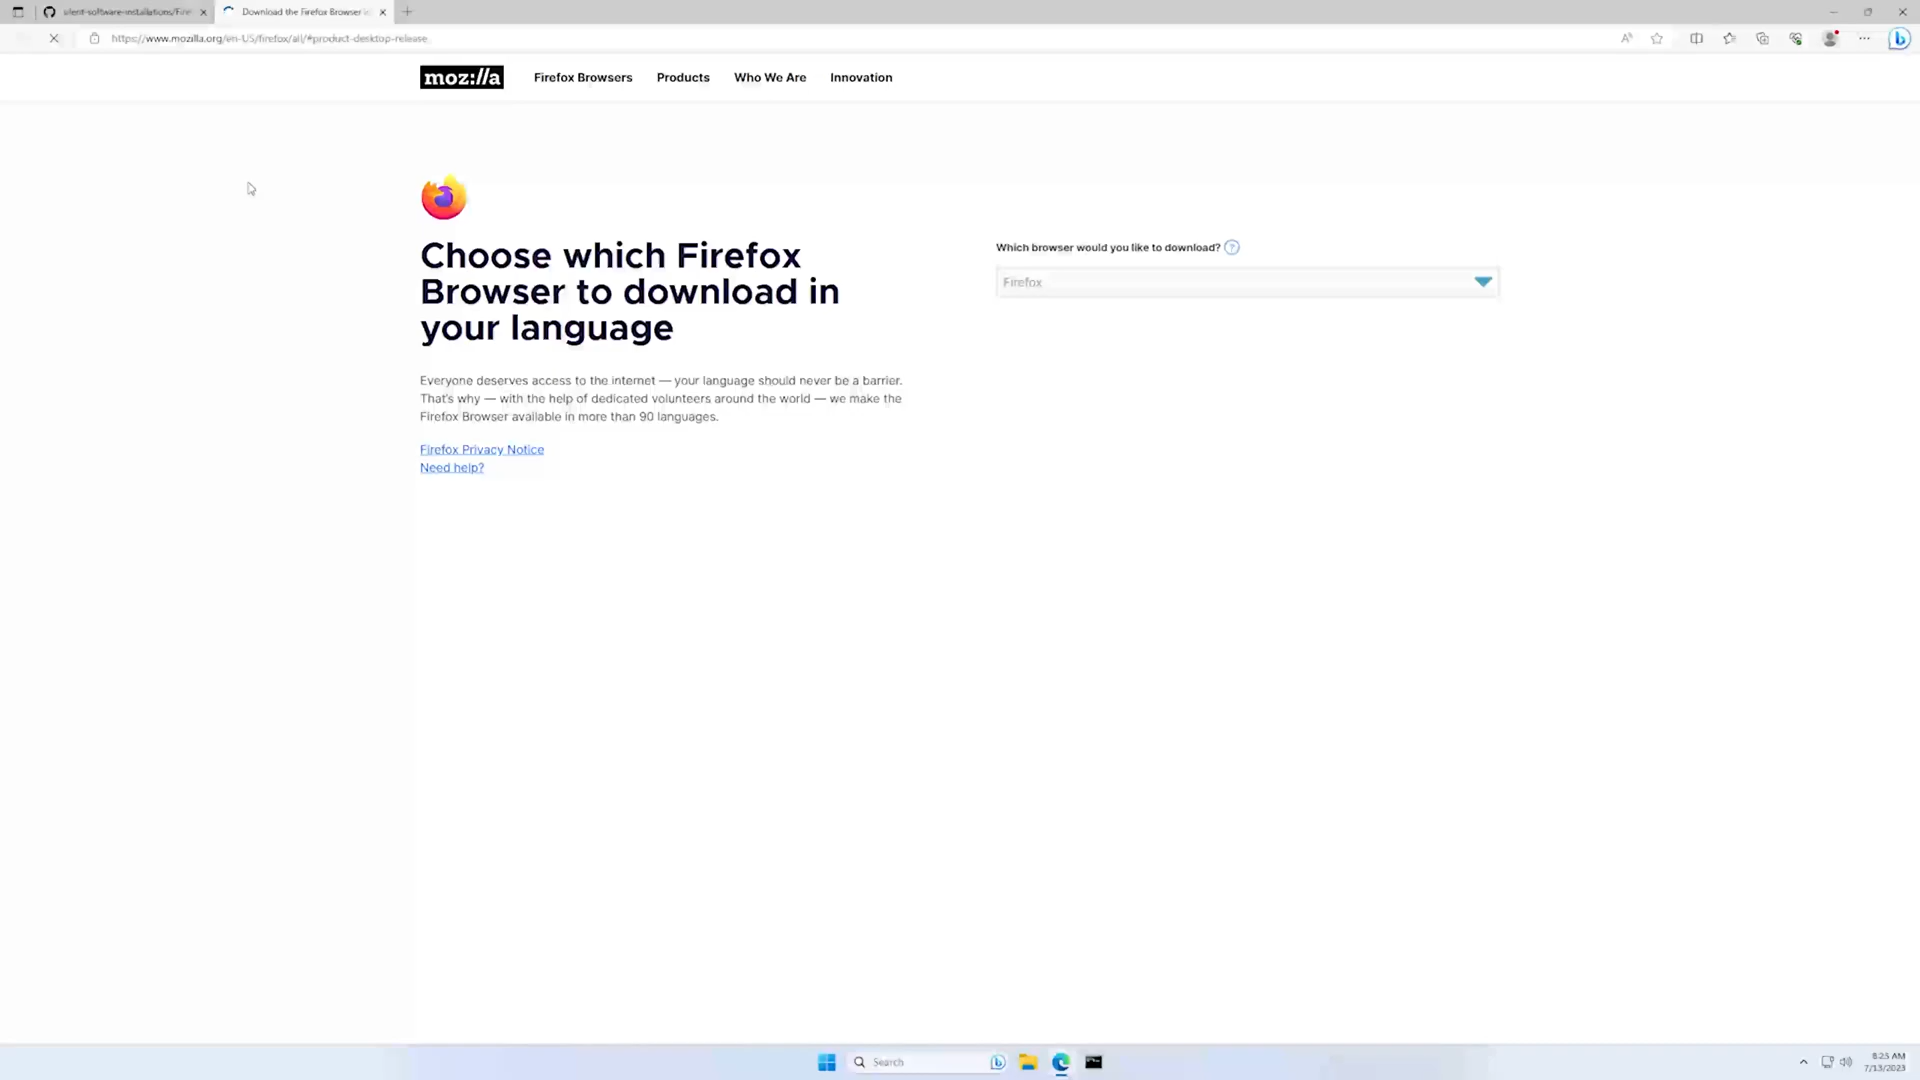 silent-software-installations/Fire
Download the Firefox Browser in
https://www.mozilla.org/en-US/firefox/all/#product-desktop-release
moz://a
Firefox Browsers
Products
Who We Are
Innovation
Choose which Firefox
Browser to download in
your language
Everyone deserves access to the internet — your language should never be a barrier.
That's why — with the help of dedicated volunteers around the world — we make the
Firefox Browser available in more than 90 languages.
Firefox Privacy Notice
Need help?
Which browser would you like to download? ?
Firefox
Search
8:25 AM
7/13/2023